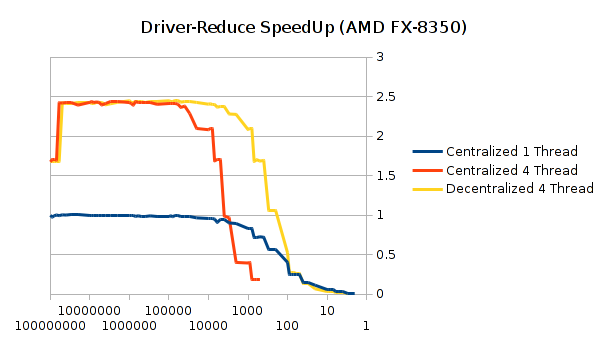 Driver-Reduce SpeedUp (AMD FX-8350)
3
2.5
2
1.5
1
0.5
0
Centralized 1 Thread
Centralized 4 Thread
Decentralized 4 Thread
10000000 100000 1000 10
100000000 1000000 10000 100 1